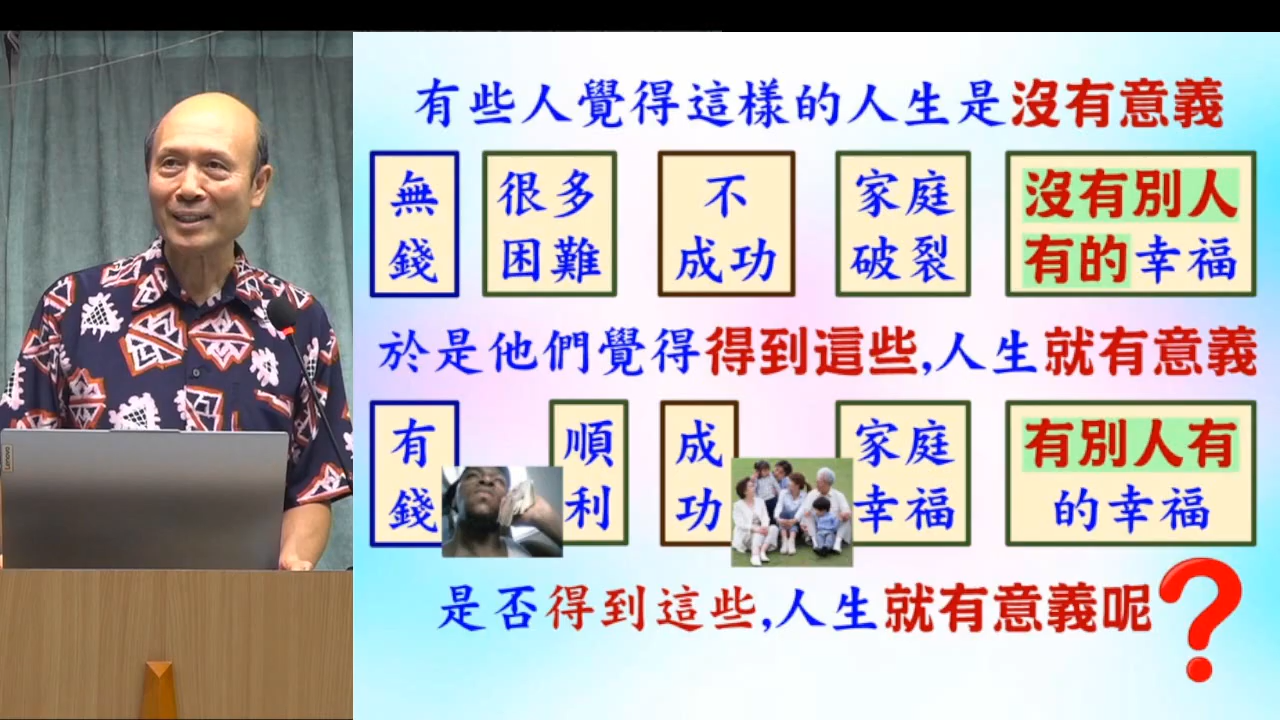 有些人覺得這樣的人生是沒有意義
無錢
很多困難
不成功
家庭破裂
沒有別人有的幸福
於是他們覺得得到這些,人生就有意義
有錢
順利
成功
家庭幸福
有別人有的幸福
是否得到這些,人生就有意義呢?
Lenovo